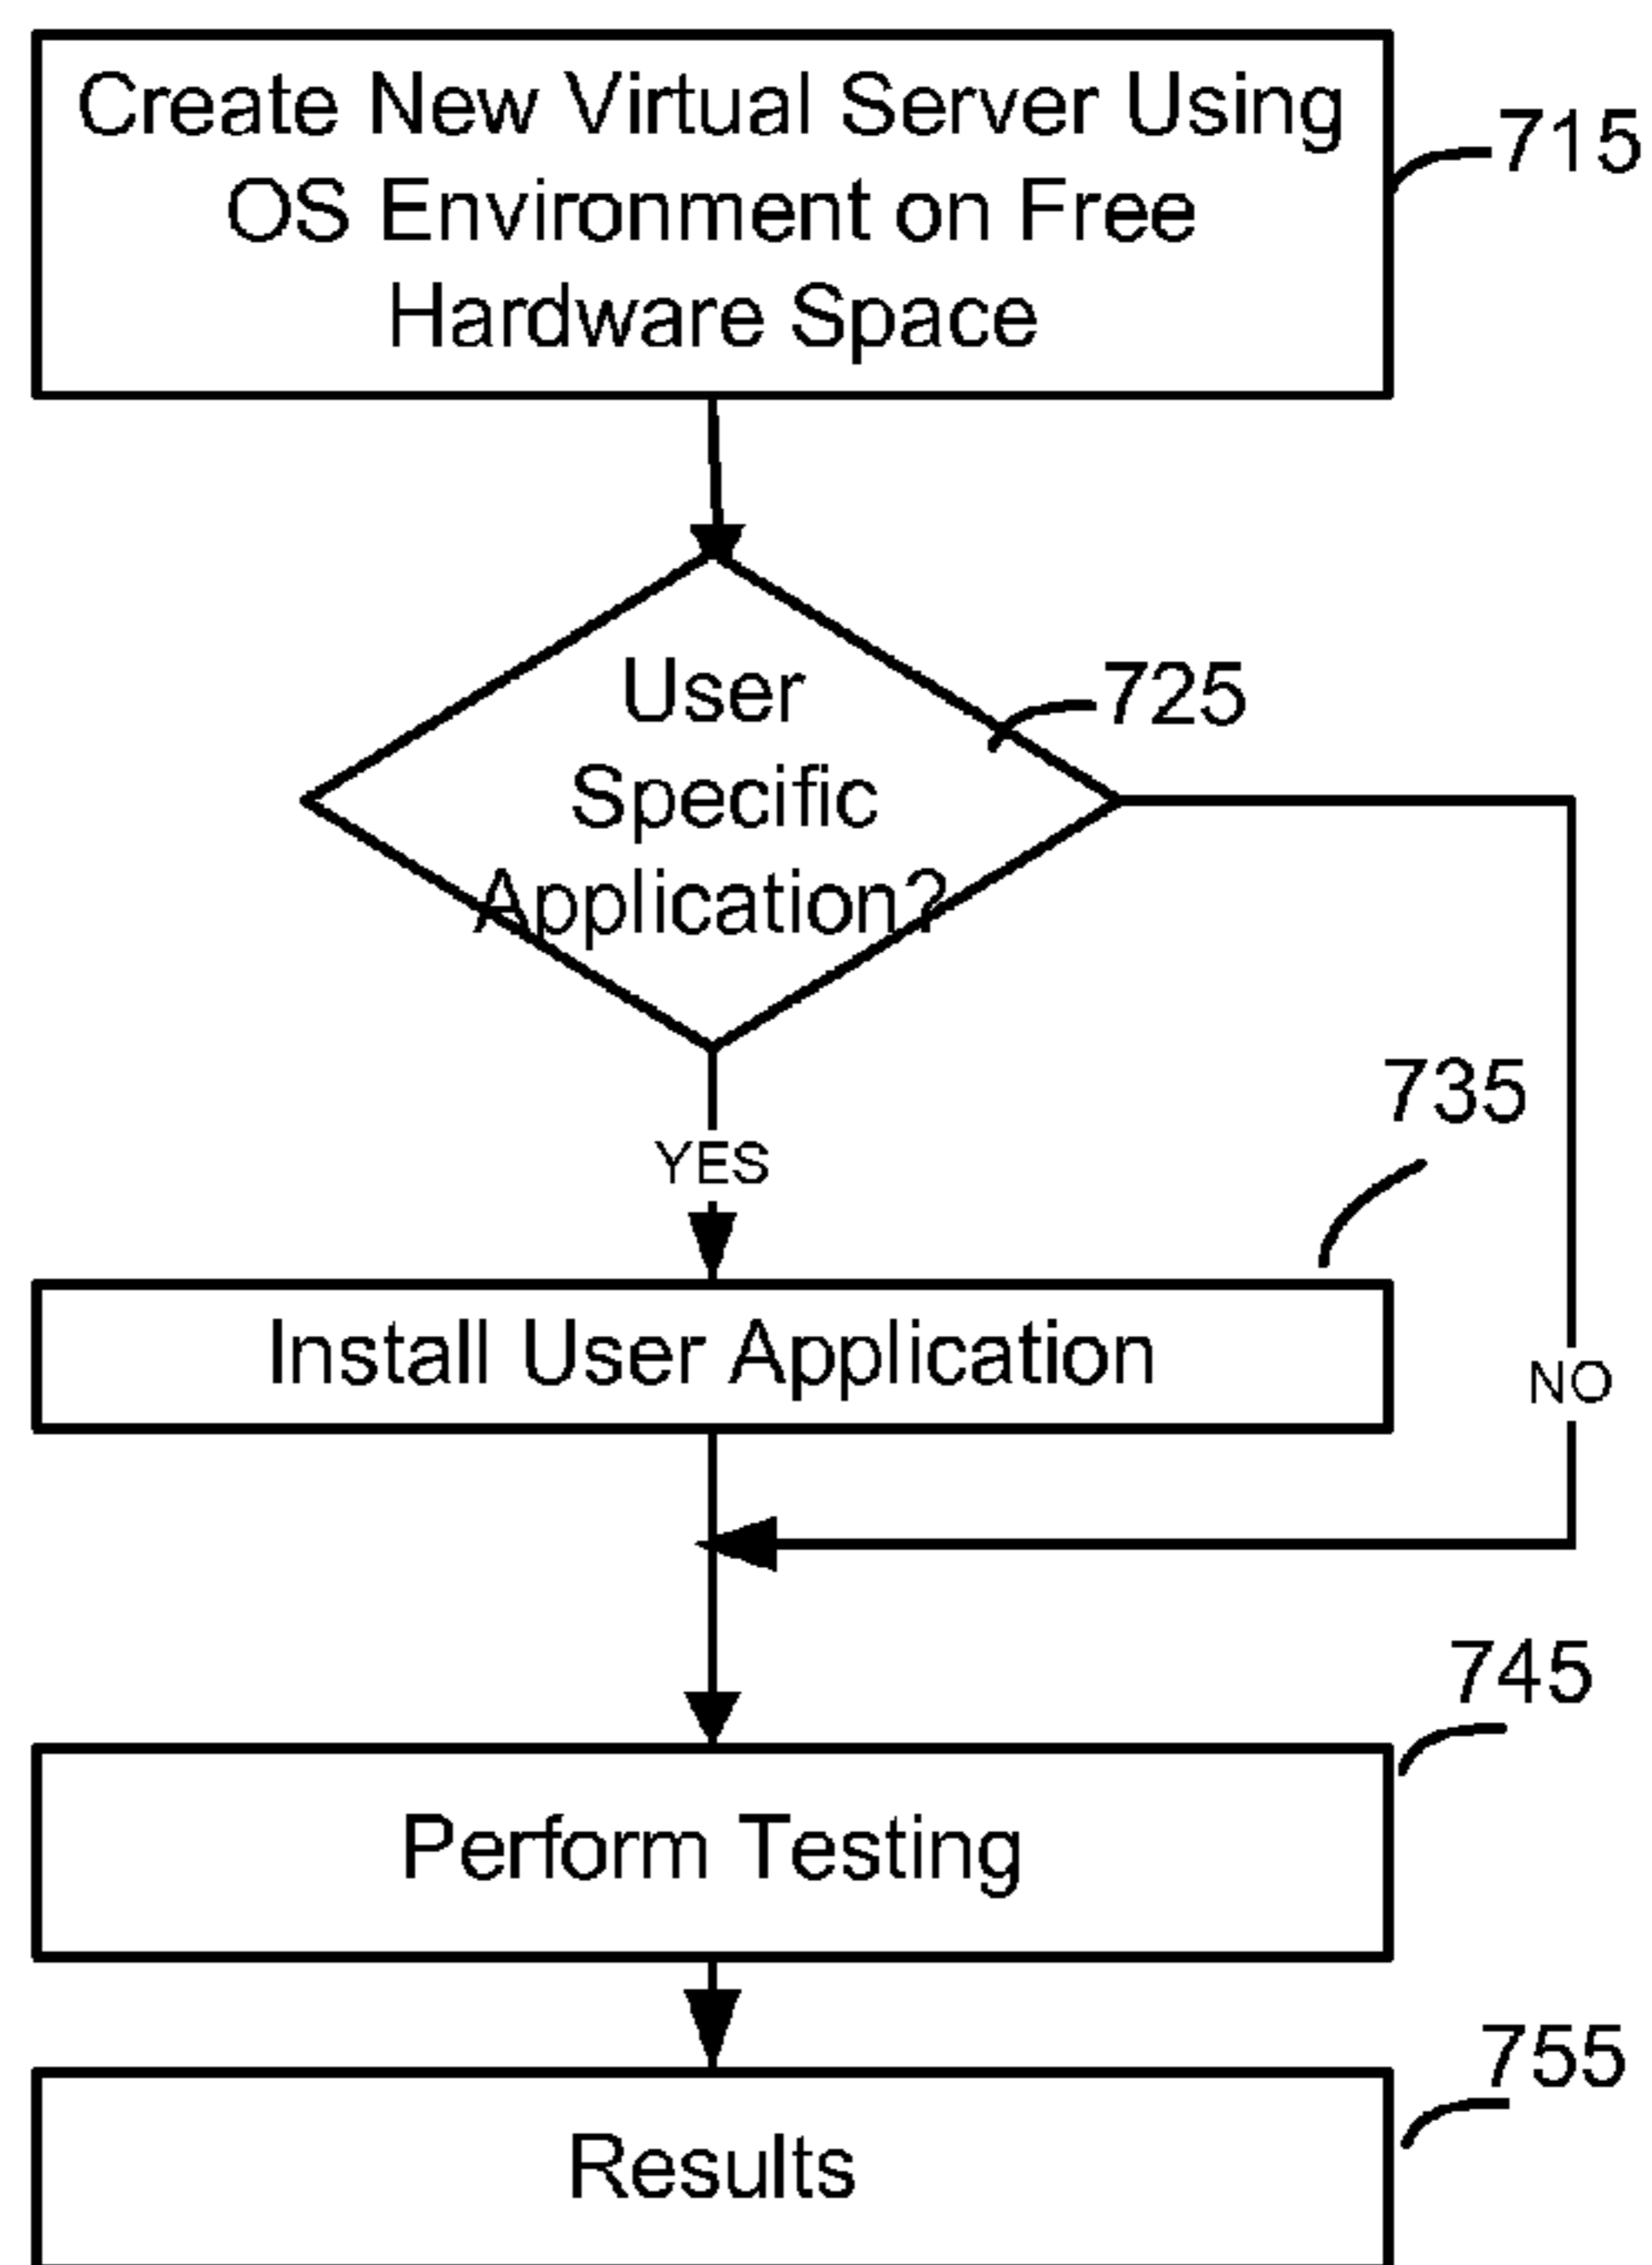 Create New Virtual Server Using
OS Environment on Free
Hardware Space
715
User
Specific
Application?
725
YES
735
Install User Application
NO
745
Perform Testing
755
Results